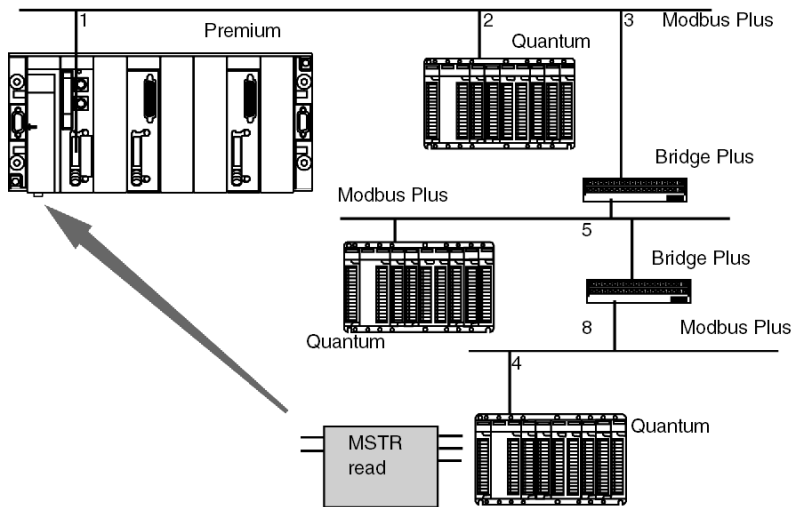 1
2
3
Modbus Plus
Premium
Quantum
Bridge Plus
Modbus Plus
5
Bridge Plus
Quantum
8
Modbus Plus
4
MSTR
read
Quantum